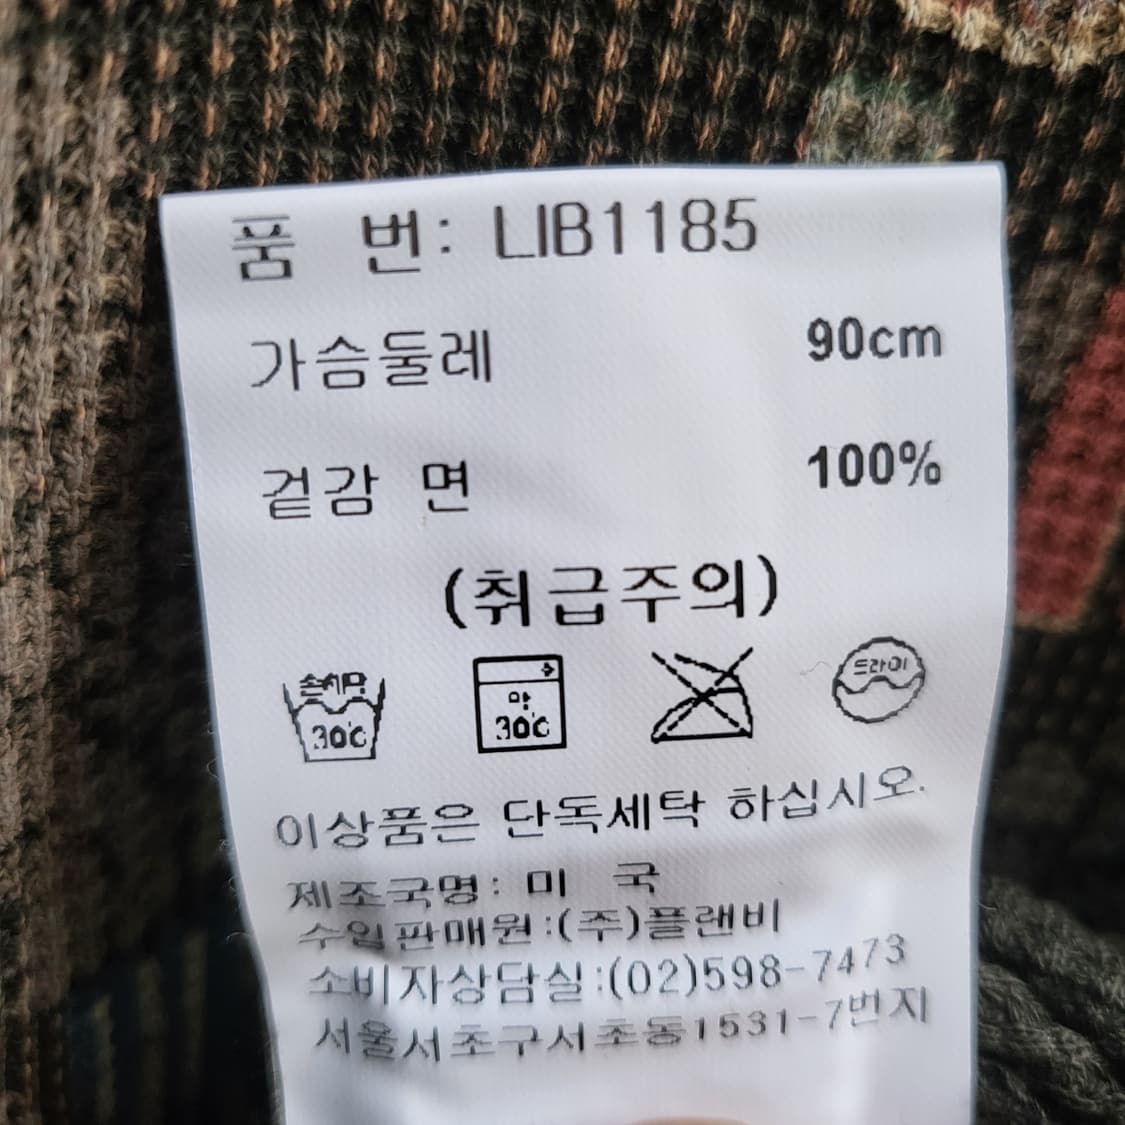 품 번: LIB1185
가슴둘레 90cm
겉감 면 100%
(취급주의)
손세탁 30℃
약 30℃
드라이
이상품은 단독세탁 하십시오.
제조국명: 미 국
수입판매원:(주)플랜비
소비자상담실:(02)598-7473
서울서초구서초동1531-7번지